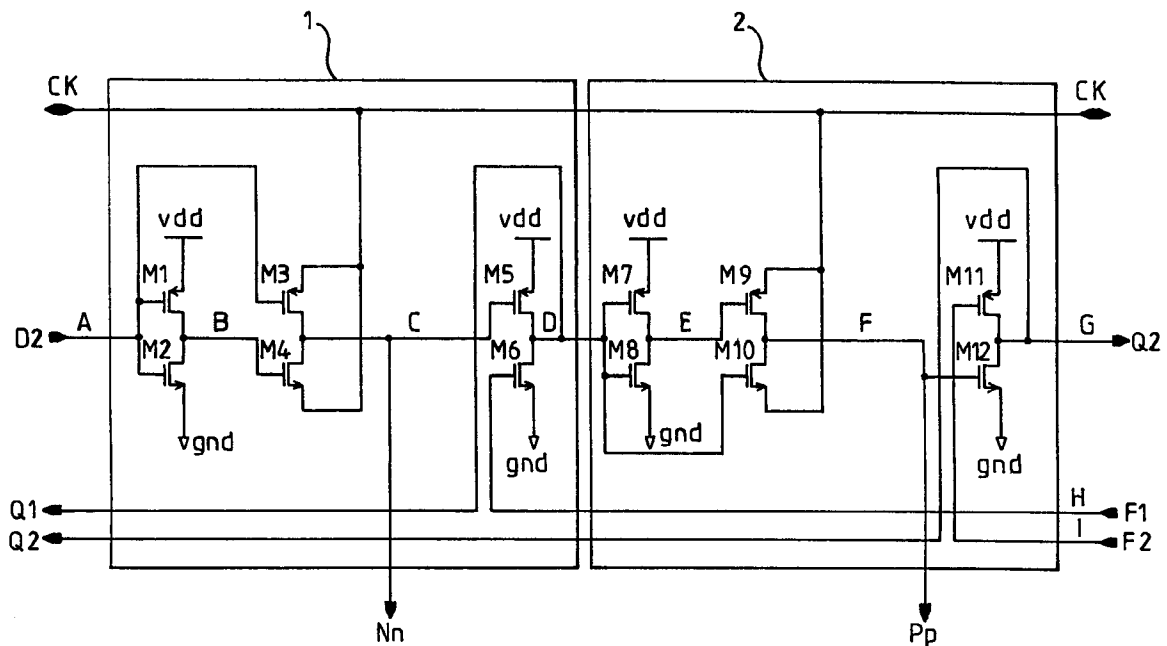 1 2
CK CK
vdd vdd vdd vdd
M1 M3 M5 M7 M9 M11
D2 A B C D E F G Q2
M2 M4 M6 M8 M10 M12
gnd gnd gnd gnd
Q1 H F1
Q2 I F2
Nn Pp